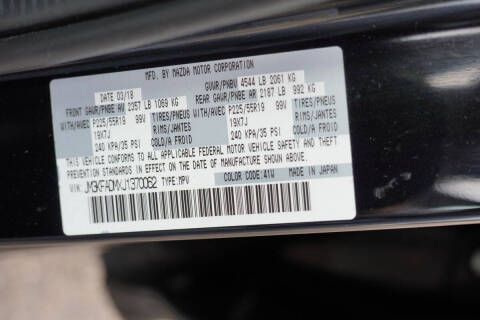 MFD. BY MAZDA MOTOR CORPORATION
DATE 03/18 GVWR/PNBV 4544 LB 2061 KG
FRONT GAWR/PNBE AV 2357 LB 1069 KG REAR GAWR/PNBE AR 2187 LB 992 KG
WITH/AVEC P225/55R19 99V TIRES/PNEUS WITH/AVEC P225/55R19 99V TIRES/PNEUS
19X7J RIMS/JANTES 19X7J RIMS/JANTES
240 KPA/35 PSI COLD/A FROID 240 KPA/35 PSI COLD/A FROID
THIS VEHICLE CONFORMS TO ALL APPLICABLE FEDERAL MOTOR VEHICLE SAFETY AND THEFT
PREVENTION STANDARDS IN EFFECT ON THE DATE OF MANUFACTURE SHOWN ABOVE.
VIN: TYPE:MPV COLOR CODE:41W MADE IN JAPAN